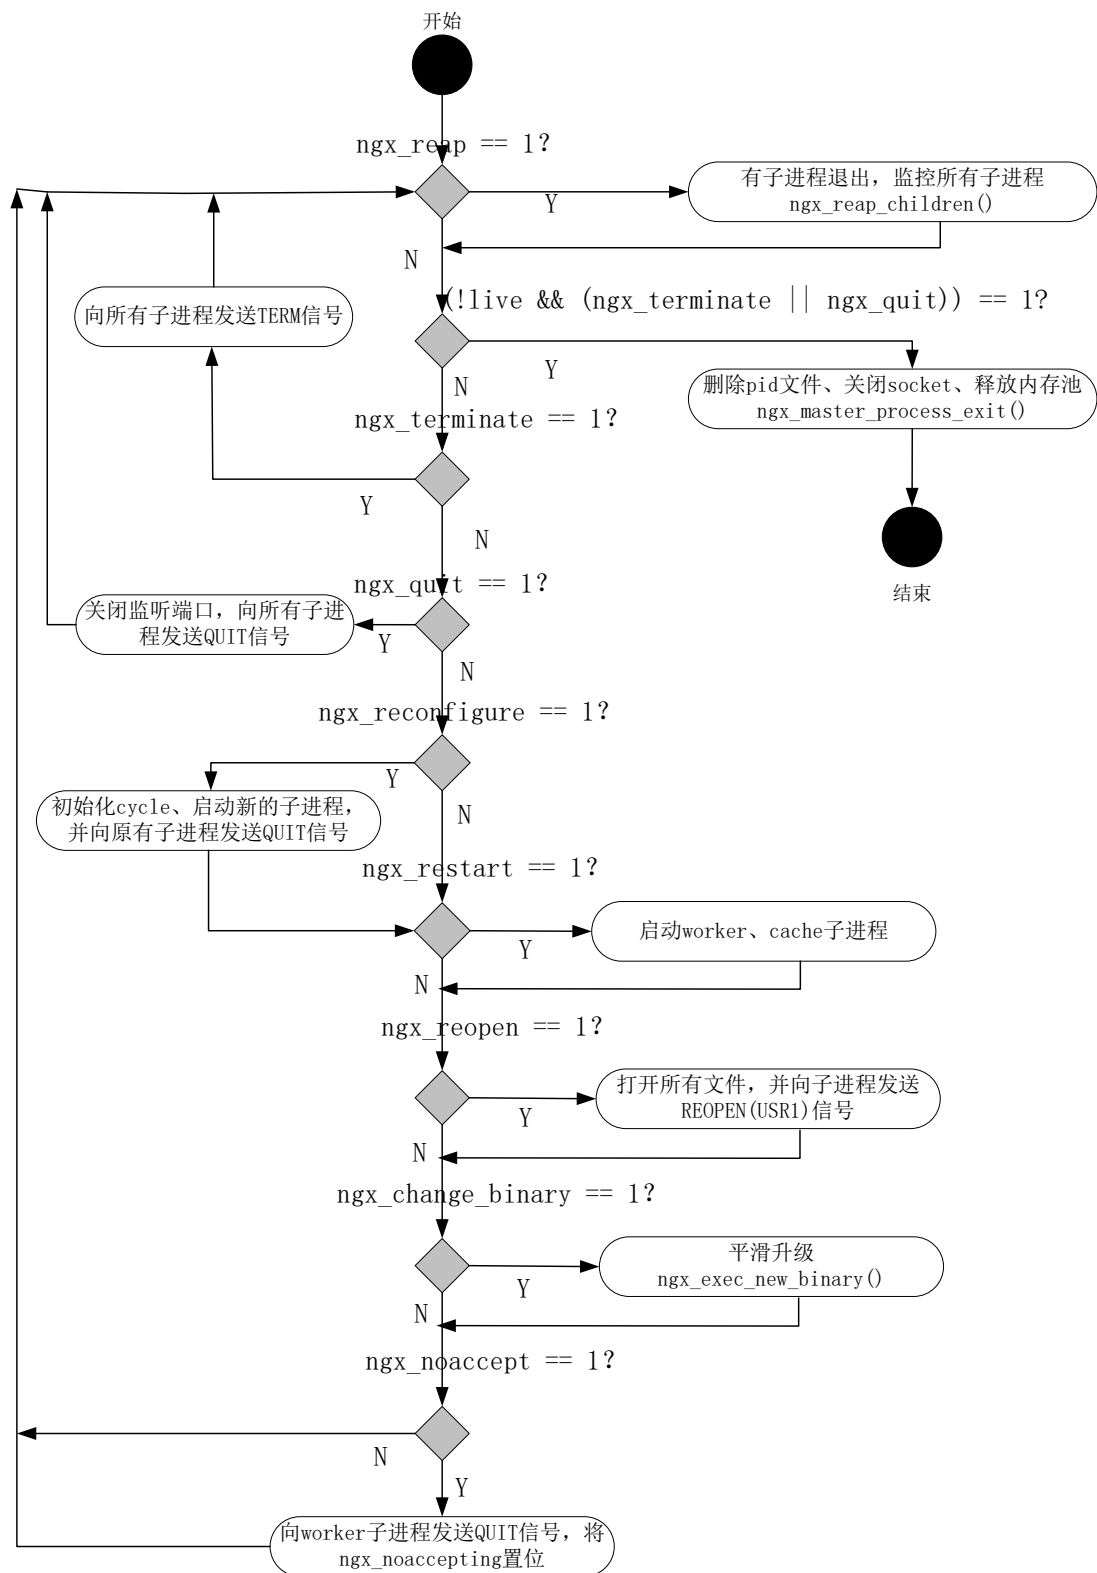 开始
ngx_reap == 1?
Y
有子进程退出，监控所有子进程
ngx_reap_children()
N
(!live && (ngx_terminate || ngx_quit)) == 1?
向所有子进程发送TERM信号
Y
N
删除pid文件、关闭socket、释放内存池
ngx_master_process_exit()
ngx_terminate == 1?
Y
N
结束
ngx_quit == 1?
关闭监听端口，向所有子进
程发送QUIT信号
Y
N
ngx_reconfigure == 1?
Y
初始化cycle、启动新的子进程，
并向原有子进程发送QUIT信号
N
ngx_restart == 1?
启动worker、cache子进程
Y
N
ngx_reopen == 1?
打开所有文件，并向子进程发送
REOPEN(USR1)信号
Y
N
ngx_change_binary == 1?
平滑升级
ngx_exec_new_binary()
Y
N
ngx_noaccept == 1?
N
Y
向worker子进程发送QUIT信号，将
ngx_noaccepting置位